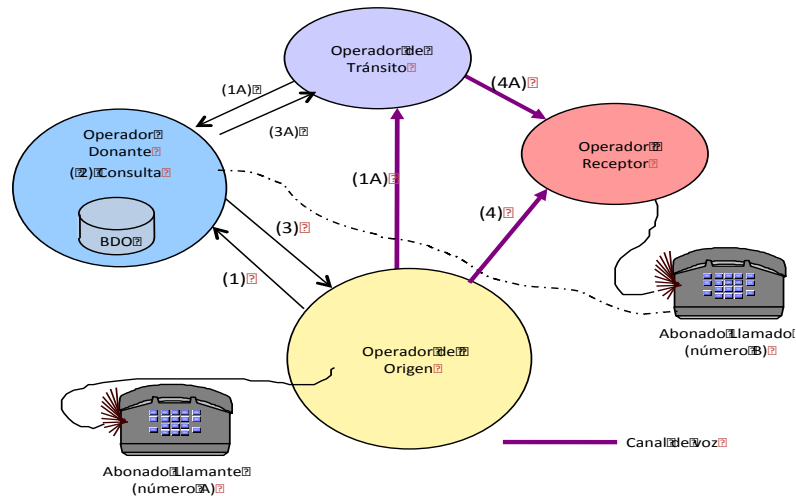 Operador de
Tránsito
(1A)
(3A)
(4A)
Operador
Donante
(2) Consulta
BDO
Operador
Receptor
(1A)
(4)
(3)
(1)
Operador de
Origen
Abonado Llamado
(número B)
Canal de voz
Abonado Llamante
(número A)